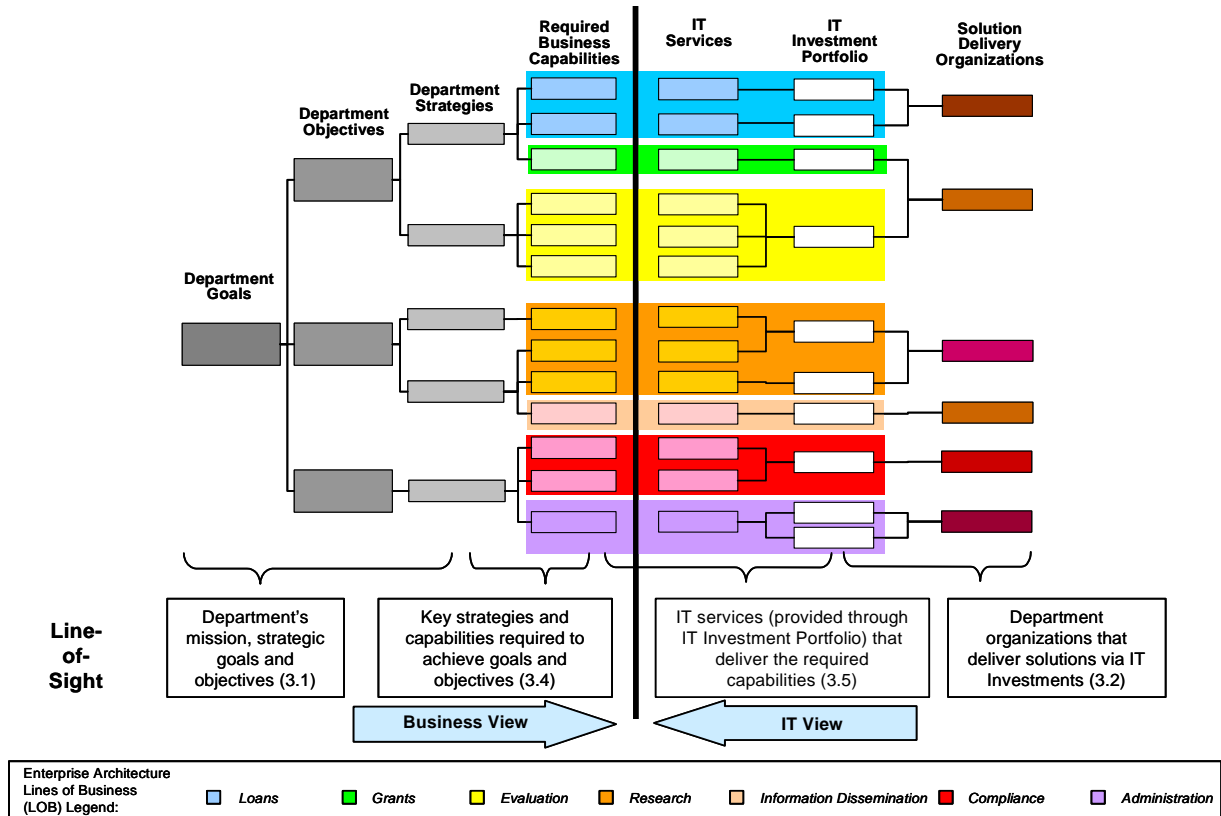 Required
Business
Capabilities
IT
Services
IT
Investment
Portfolio
Solution
Delivery
Organizations
Department
Strategies
Department
Objectives
Department
Goals
Line-
of-
Sight
Department's
mission, strategic
goals and
objectives (3.1)
Key strategies and
capabilities required to
achieve goals and
objectives (3.4)
IT services (provided through
IT Investment Portfolio) that
deliver the required
capabilities (3.5)
Department
organizations that
deliver solutions via IT
Investments (3.2)
Business View
IT View
Enterprise Architecture
Lines of Business
(LOB) Legend:
Loans
Grants
Evaluation
Research
Information Dissemination
Compliance
Administration